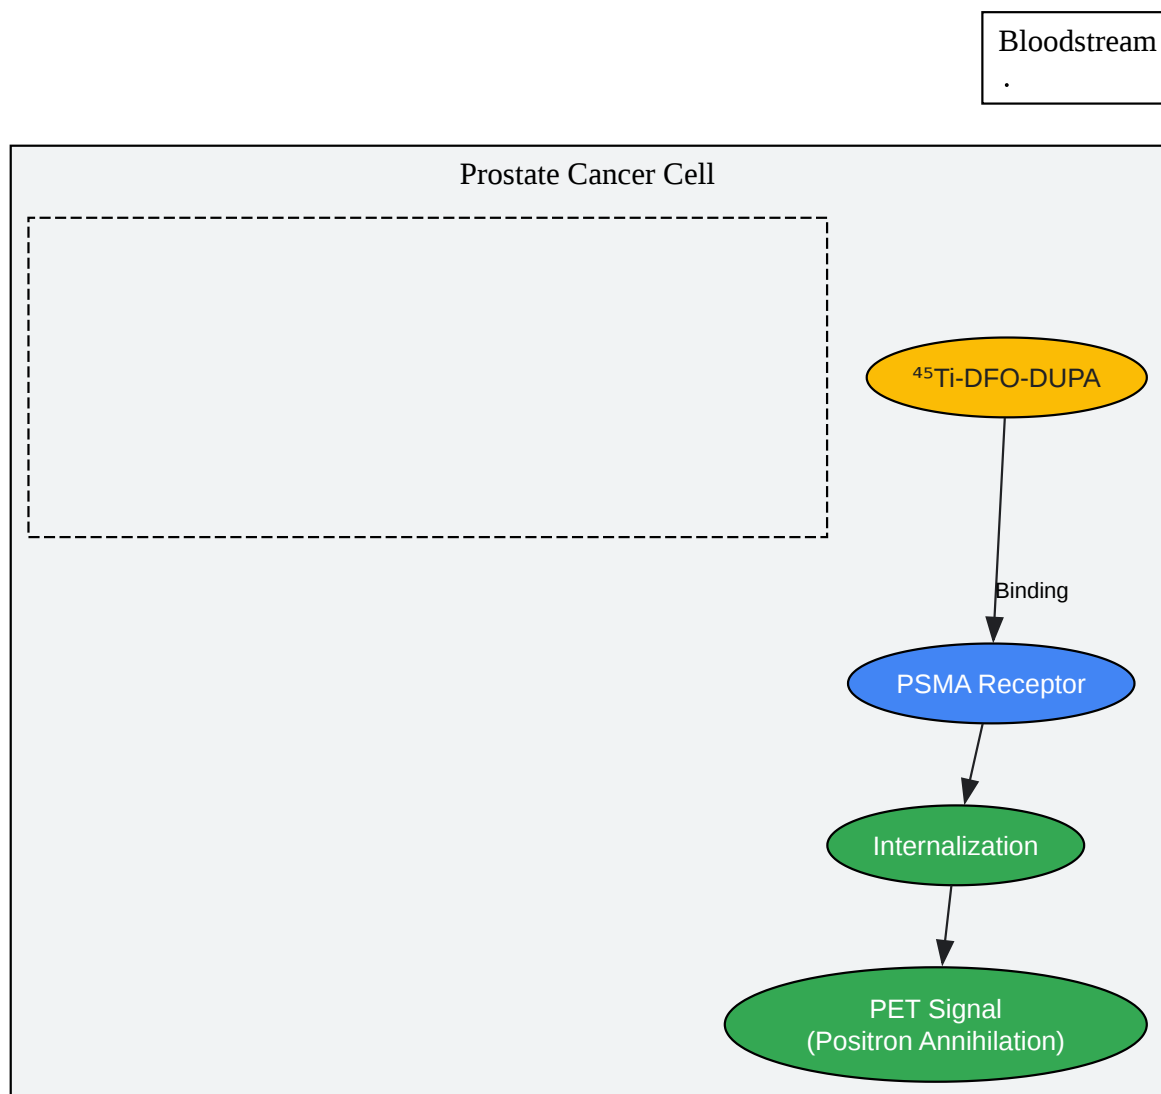 Bloodstream
.
Prostate Cancer Cell
⁴⁵Ti-DFO-DUPA
Binding
PSMA Receptor
Internalization
PET Signal
(Positron Annihilation)